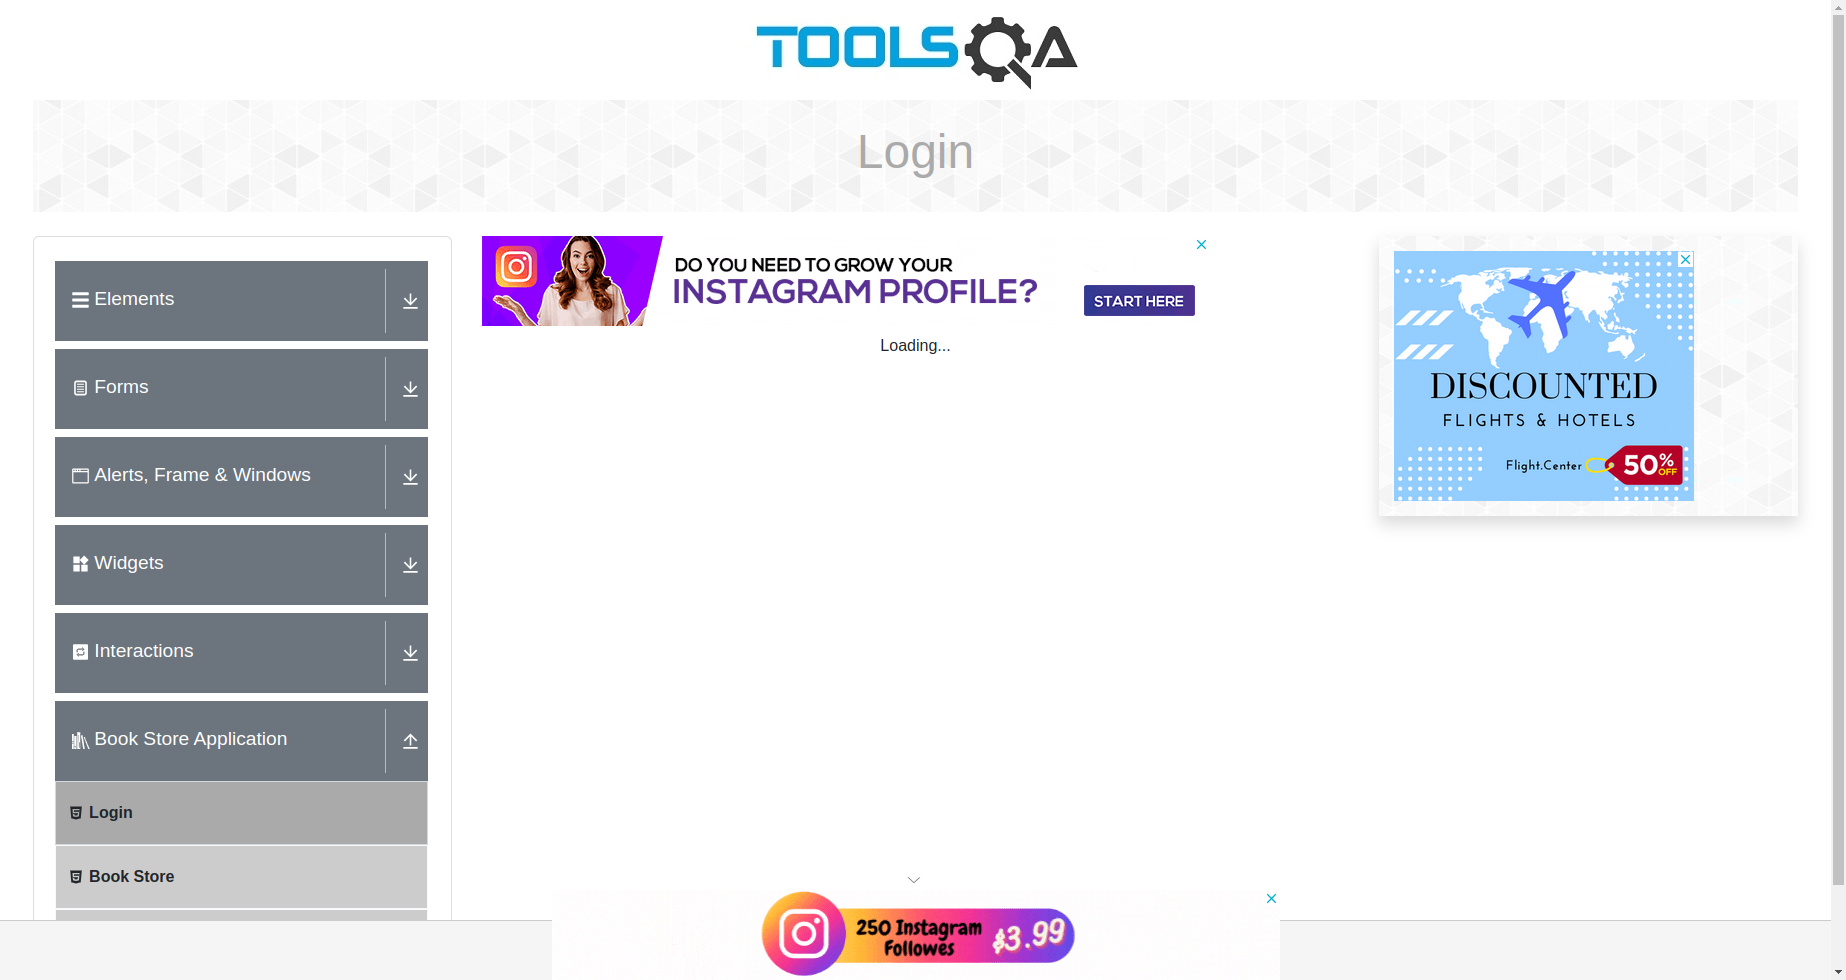 TOOLSQA
Login
Elements
Forms
Alerts, Frame & Windows
Widgets
Interactions
Book Store Application
Login
Book Store
DO YOU NEED TO GROW YOUR
INSTAGRAM PROFILE?
START HERE
Loading...
DISCOUNTED
FLIGHTS & HOTELS
Flight.Center
50%
OFF
250 Instagram
Followes
$3.99